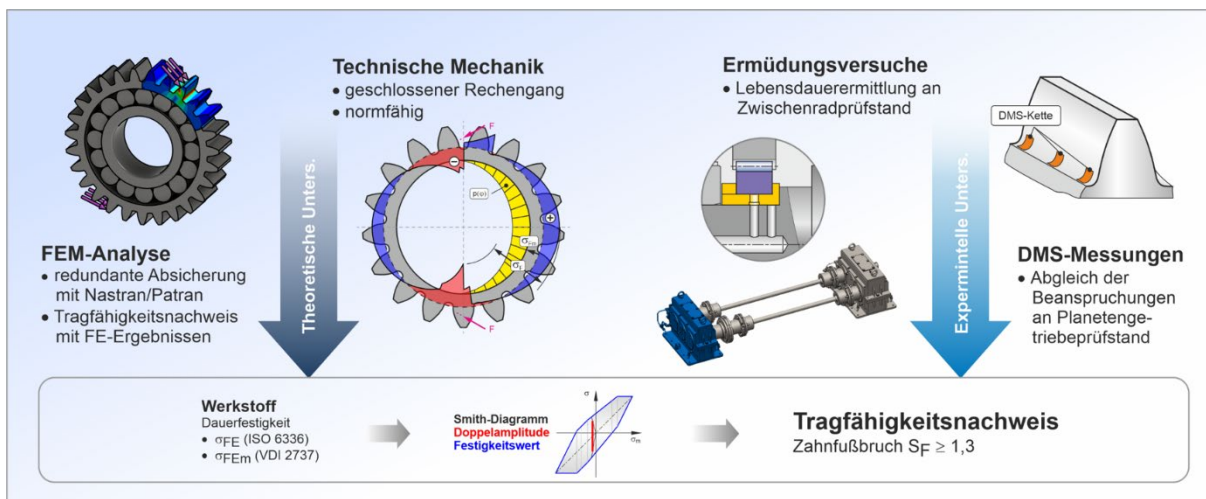 Technische Mechanik
• geschlossener Rechengang
• normfähig
F
p(φ)
F
FEM-Analyse
• redundante Absicherung
mit Nastran/Patran
• Tragfähigkeitsnachweis
mit FE-Ergebnissen
Theoretische Unters.
Ermüdungsversuche
• Lebensdauerermittlung an
Zwischenradprüfstand
DMS-Kette
Expermintelle Unters.
DMS-Messungen
• Abgleich der
Beanspruchungen
an Planetenge-
triebeprüfstand
Werkstoff
Dauerfestigkeit
• σFE (ISO 6336)
• σFEm (VDI 2737)
Smith-Diagramm
Doppelamplitude
Festigkeitswert
σ
σm
Tragfähigkeitsnachweis
Zahnfußbruch SF ≥ 1,3